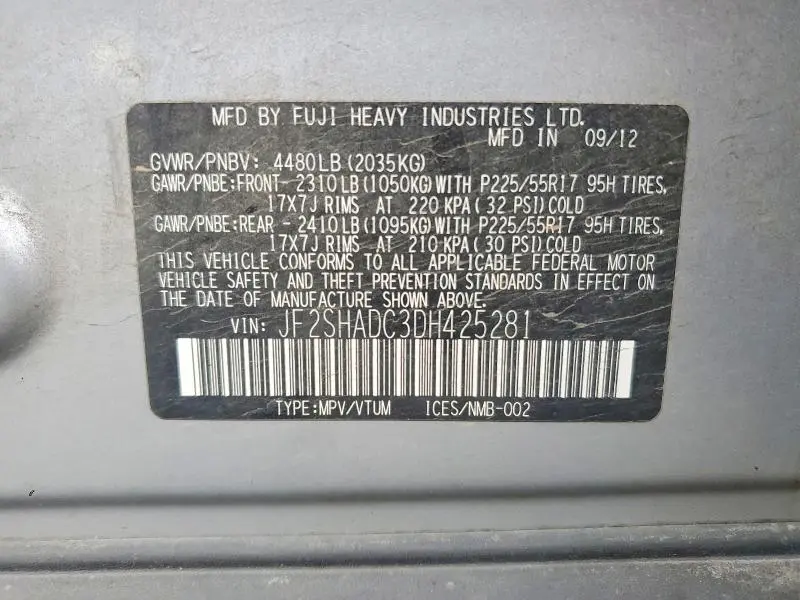 MFD BY FUJI HEAVY INDUSTRIES LTD.
MFD IN 09/12
GVWR/PNBV: 4480LB(2035KG)
GAWR/PNBE:FRONT- 2310LB(1050KG)WITH P225/55R17 95H TIRES,
17X7J RIMS AT 220 KPA( 32 PSI)COLD
GAWR/PNBE:REAR - 2410LB(1095KG)WITH P225/55R17 95H TIRES,
17X7J RIMS AT 210 KPA(30 PSI)COLD
THIS VEHICLE CONFORMS TO ALL APPLICABLE FEDERAL MOTOR
VEHICLE SAFETY AND THEFT PREVENTION STANDARDS IN EFFECT ON
THE DATE OF MANUFACTURE SHOWN ABOVE.
VIN: JF2SHADC3DH425281
TYPE:MPV/VTUM ICES/NMB-002